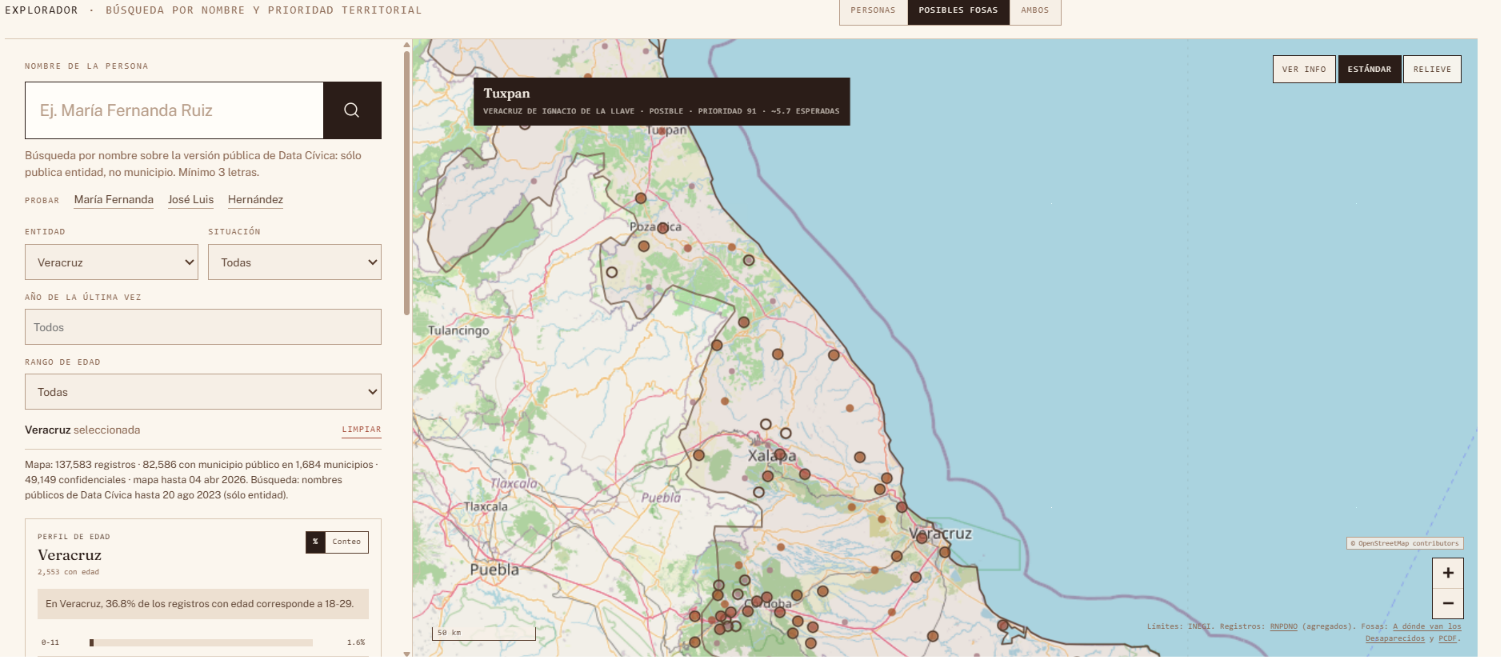 EXPLORADOR · BÚSQUEDA POR NOMBRE Y PRIORIDAD TERRITORIAL
PERSONAS
POSIBLES FOSAS
AMBOS
NOMBRE DE LA PERSONA
Ej. María Fernanda Ruiz
Búsqueda por nombre sobre la versión pública de Data Cívica: sólo
publica entidad, no municipio. Mínimo 3 letras.
PROBAR María Fernanda José Luis Hernández
ENTIDAD
SITUACIÓN
Veracruz
Todas
AÑO DE LA ÚLTIMA VEZ
Todos
RANGO DE EDAD
Todas
Veracruz seleccionada
LIMPIAR
Mapa: 137,583 registros · 82,586 con municipio público en 1,684 municipios ·
49,149 confidenciales · mapa hasta 04 abr 2026. Búsqueda: nombres
públicos de Data Cívica hasta 20 ago 2023 (sólo entidad).
PERFIL DE EDAD
Veracruz
2,553 con edad
% Conteo
En Veracruz, 36.8% de los registros con edad corresponde a 18-29.
0-11
1.6%
Tuxpan
VERACRUZ DE IGNACIO DE LA LLAVE · POSIBLE · PRIORIDAD 91 · ~5.7 ESPERADAS
VER INFO
ESTÁNDAR
RELIEVE
Tuxpan
Poza Rica
Tulancingo
Xalapa
Tlaxcala
Puebla
Tlaxcala
Veracruz
Puebla
Córdoba
50 km
© OpenStreetMap contributors
+
−
Límites: INEGI. Registros: RNPDNO (agregados). Fosas: A dónde van los
Desaparecidos y PCDF.